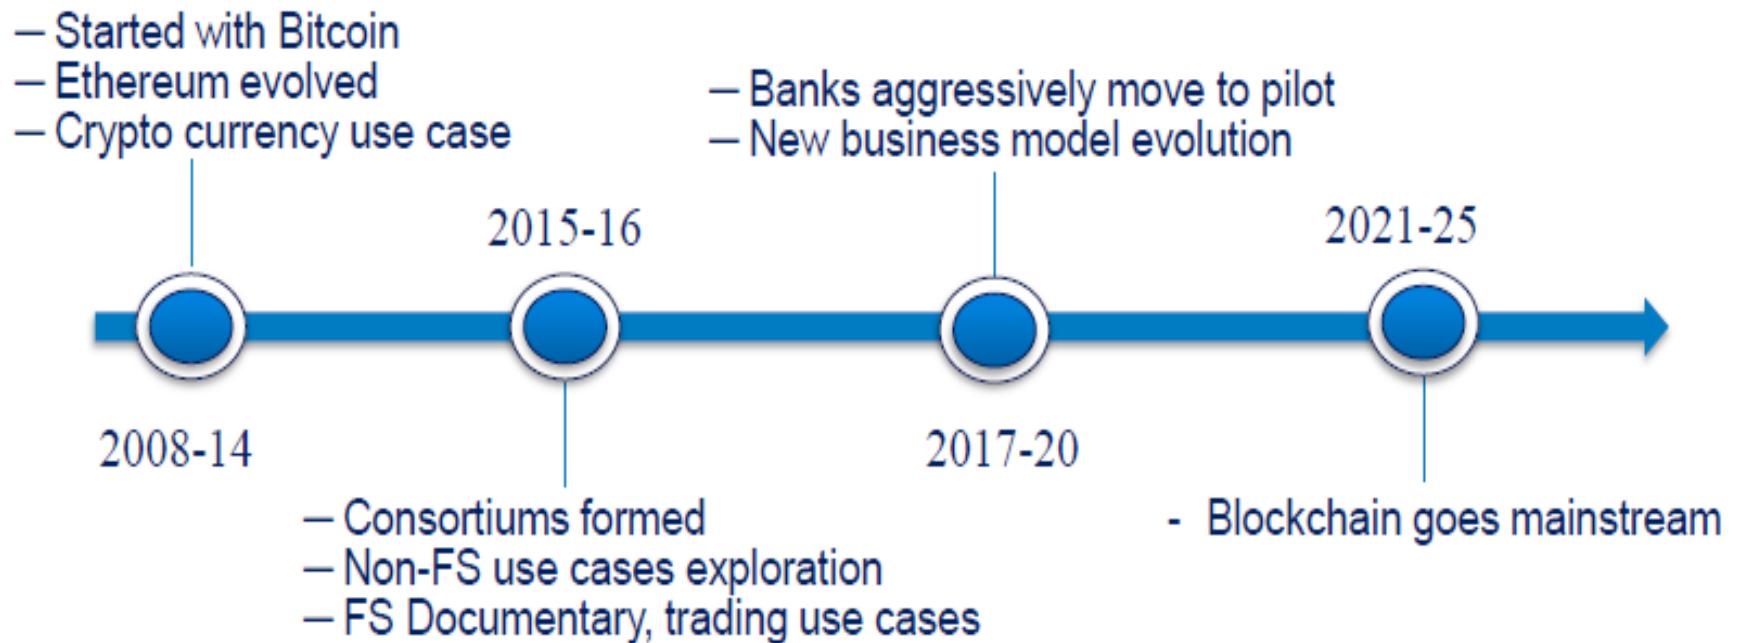 — Started with Bitcoin
— Ethereum evolved
— Crypto currency use case
2008-14
2015-16
— Consortiums formed
— Non-FS use cases exploration
— FS Documentary, trading use cases
— Banks aggressively move to pilot
— New business model evolution
2017-20
2021-25
- Blockchain goes mainstream